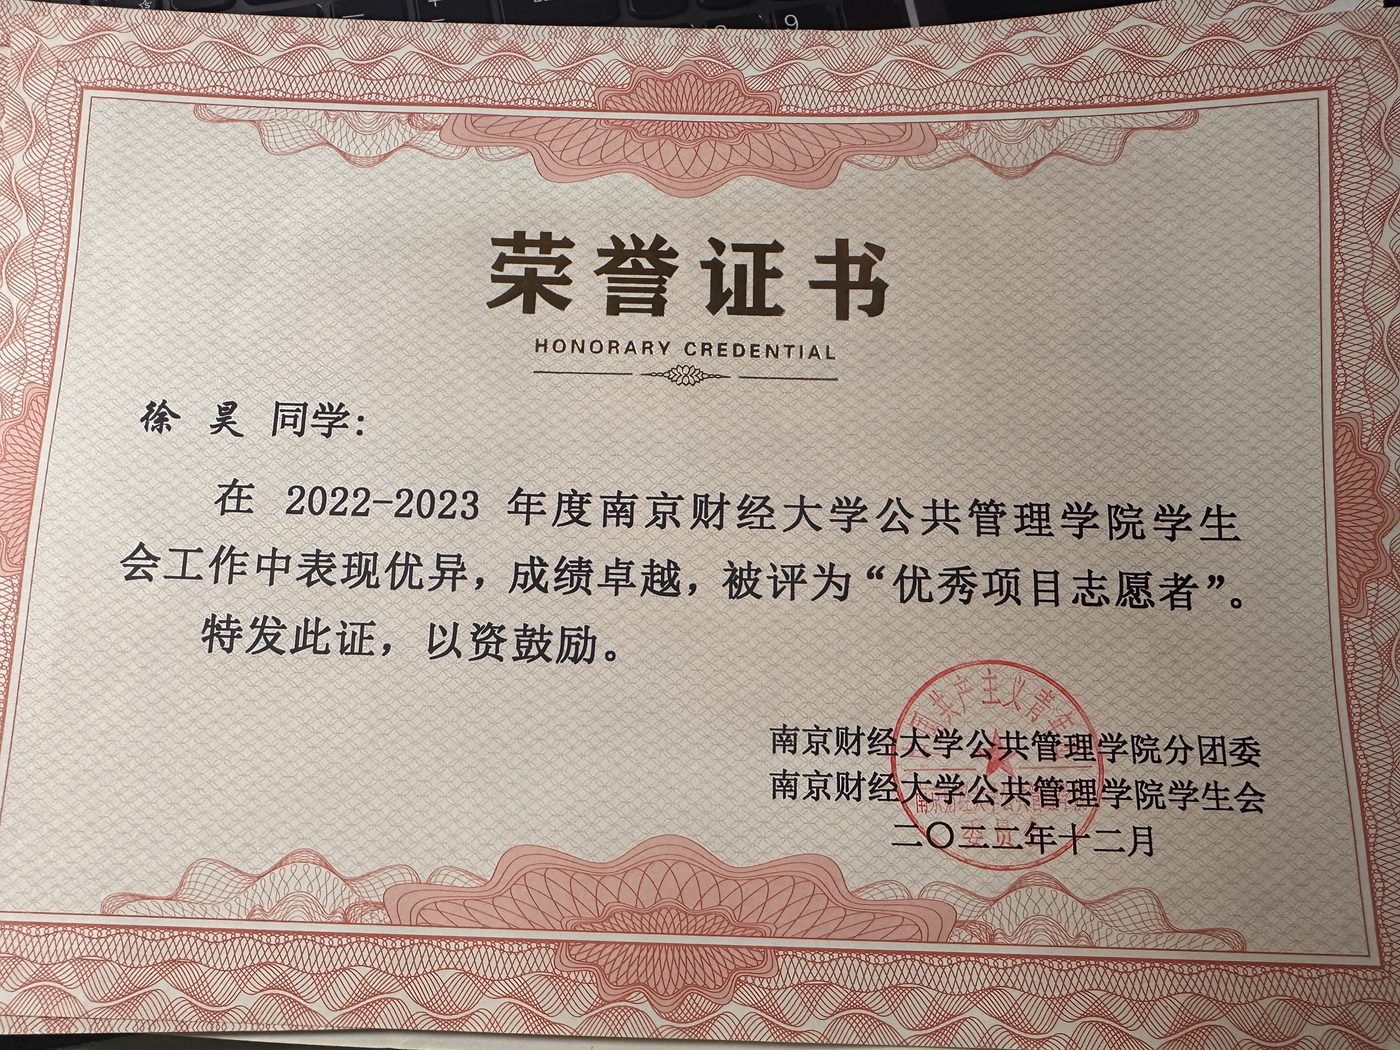 荣誉证书
HONORARY CREDENTIAL
徐 昊 同学:
在 2022-2023 年度南京财经大学公共管理学院学生
会工作中表现优异，成绩卓越，被评为“优秀项目志愿者”。
特发此证，以资鼓励。
南京财经大学公共管理学院分团委
南京财经大学公共管理学院学生会
二〇二二年十二月
9